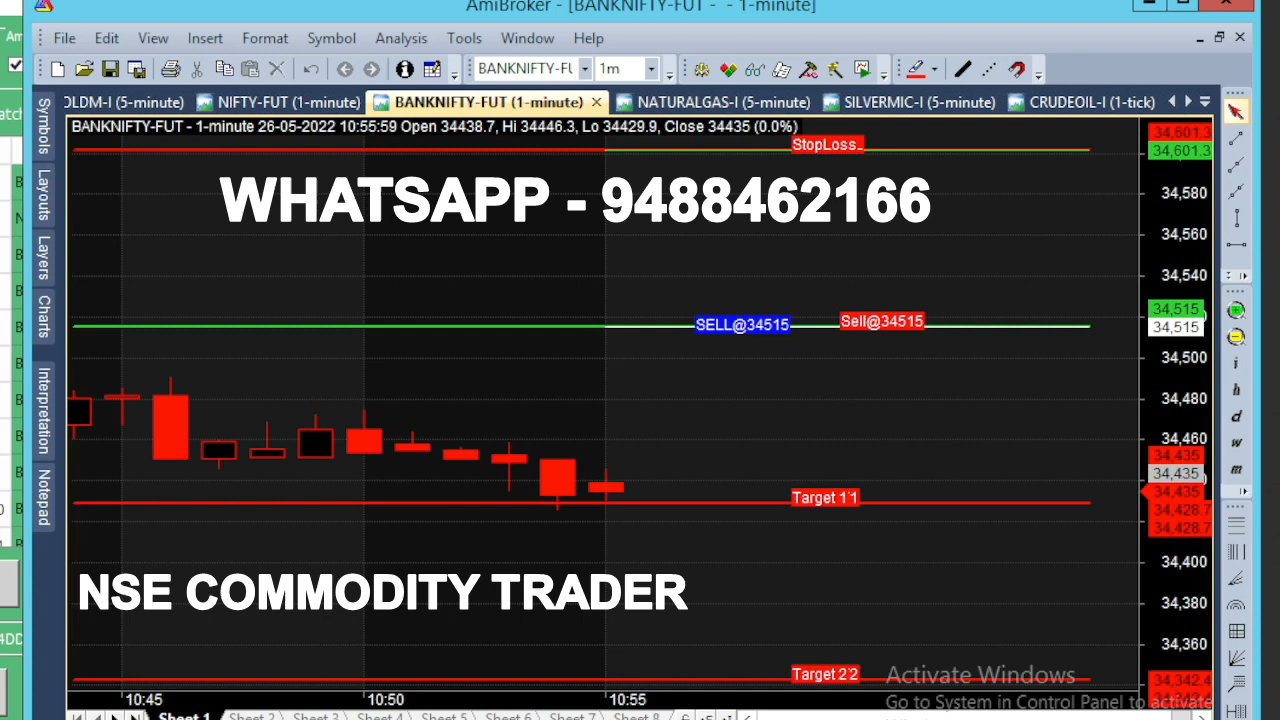 AmiBroker - [BANKNIFTY-FUT - - 1-minute]
File Edit View Insert Format Symbol Analysis Tools Window Help
BANKNIFTY-FU 1m
OLDM-I (5-minute) NIFTY-FUT (1-minute) BANKNIFTY-FUT (1-minute) NATURALGAS-I (5-minute) SILVERMIC-I (5-minute) CRUDEOIL-I (1-tick)
BANKNIFTY-FUT - 1-minute 26-05-2022 10:55:59 Open 34438.7, Hi 34446.3, Lo 34429.9, Close 34435 (0.0%)
Symbols
Layouts
Layers
Charts
Interpretation
Notepad
StopLoss_
34,601.3
34,601.3
WHATSAPP - 9488462166
34,580
34,560
34,540
34,515
SELL@34515 Sell@34515
34,515
34,500
34,480
34,460
34,435
34,435
34,435
Target 1'1
34,428.7
34,428.7
34,400
NSE COMMODITY TRADER
34,380
34,360
Target 2'2
34,342.4
Activate Windows
Go to System in Control Panel to activate
10:45 10:50 10:55
Sheet 1 Sheet 2 Sheet 3 Sheet 4 Sheet 5 Sheet 6 Sheet 7 Sheet 8